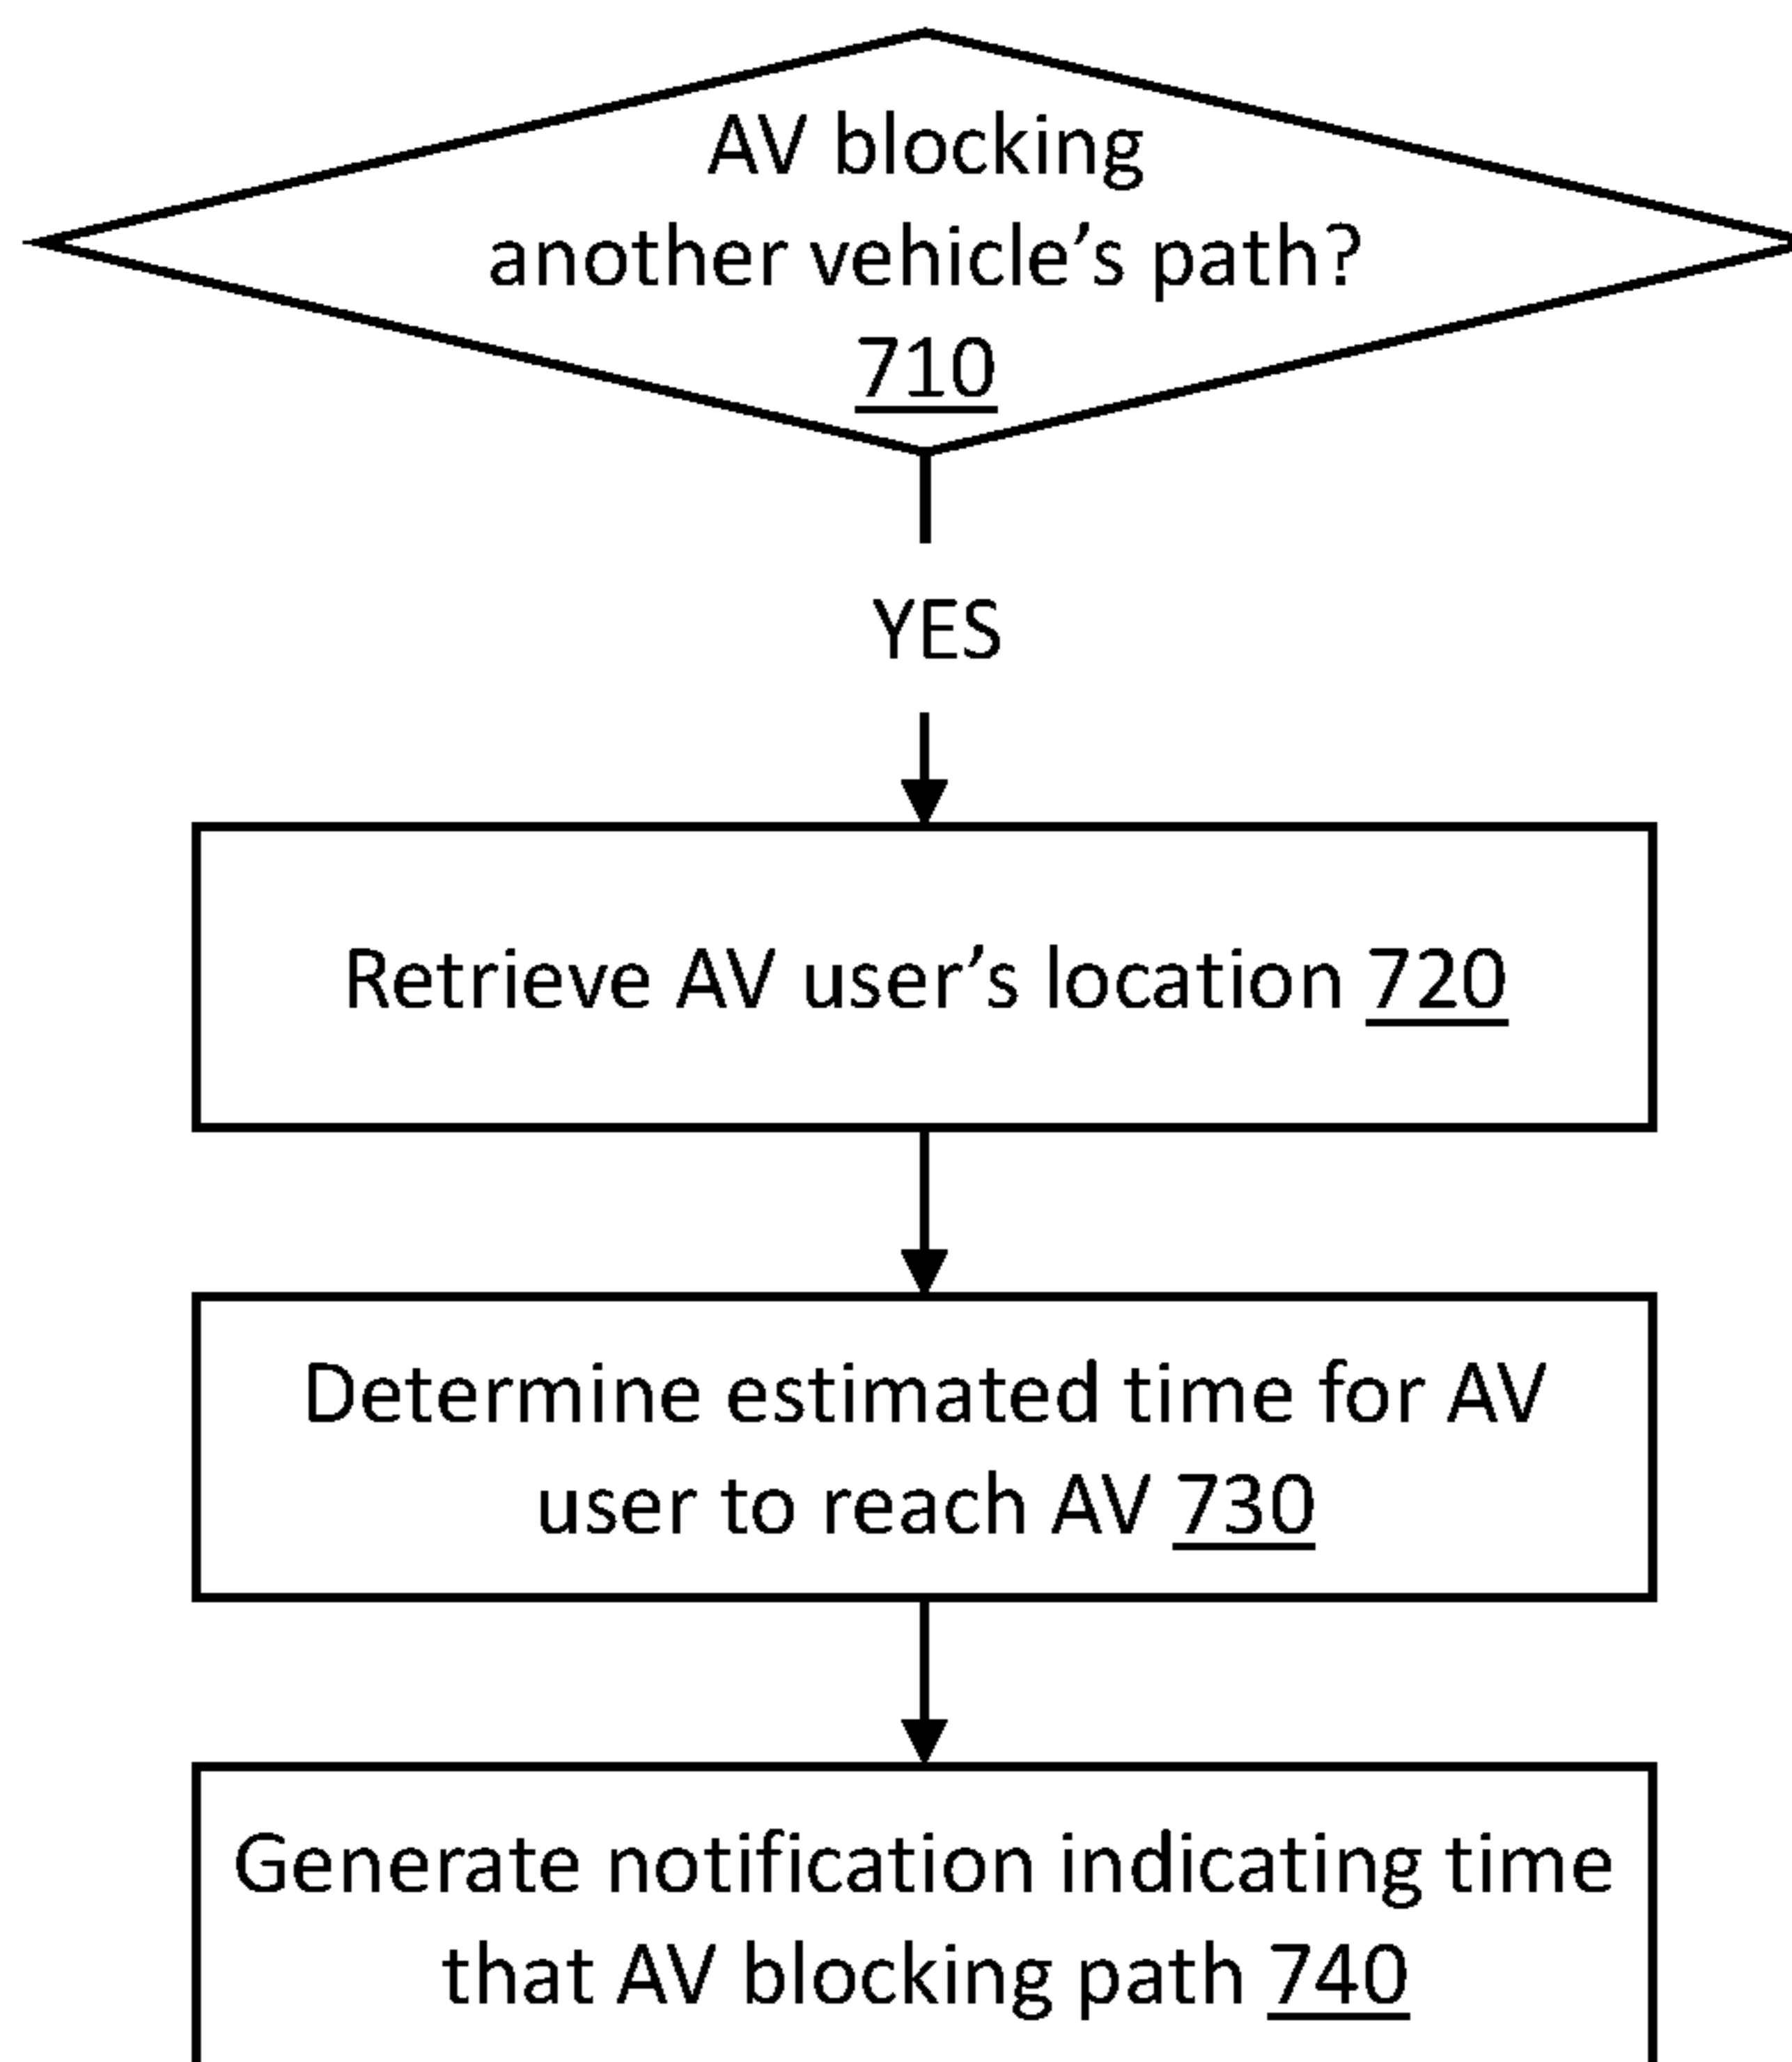 AV blocking
another vehicle’s path?
710
YES
Retrieve AV user’s location 720
Determine estimated time for AV
user to reach AV 730
Generate notification indicating time
that AV blocking path 740